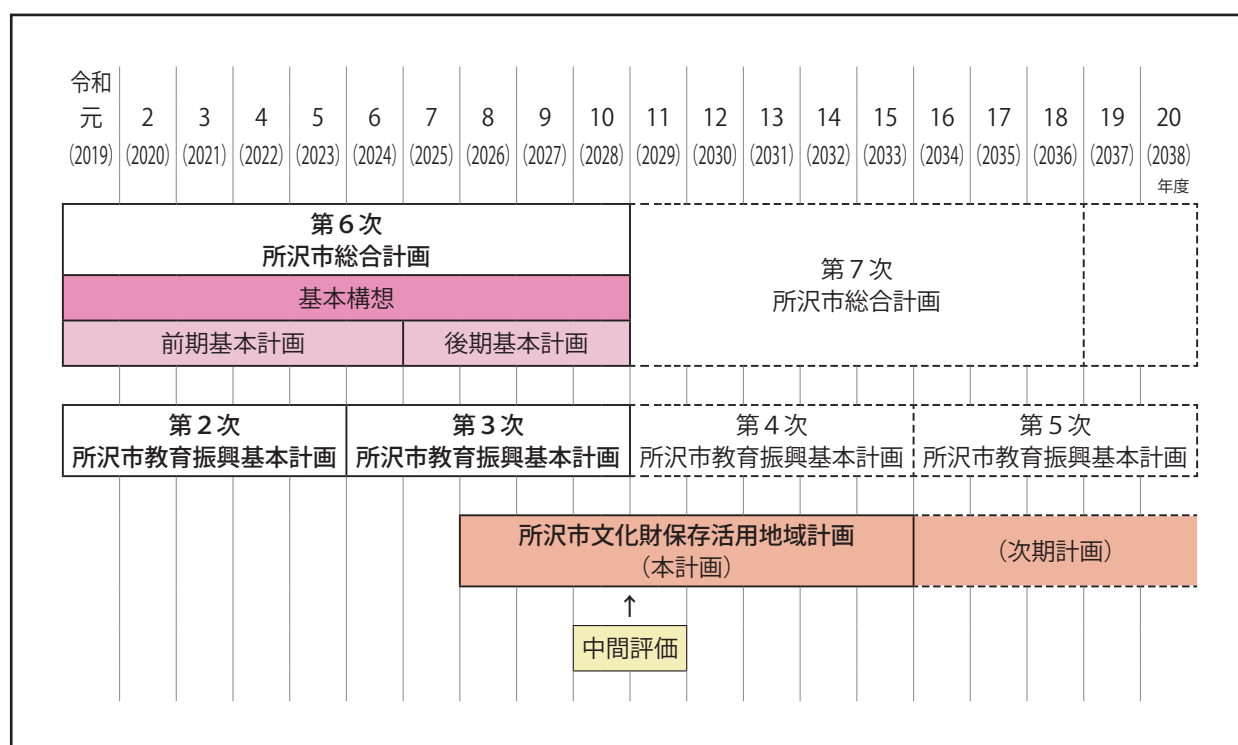 令和
元 2 3 4 5 6 7 8 9 10 11 12 13 14 15 16 17 18 19 20
(2019) (2020) (2021) (2022) (2023) (2024) (2025) (2026) (2027) (2028) (2029) (2030) (2031) (2032) (2033) (2034) (2035) (2036) (2037) (2038)
年度
第6次
所沢市総合計画
基本構想
前期基本計画 後期基本計画
第7次
所沢市総合計画
第2次
所沢市教育振興基本計画
第3次
所沢市教育振興基本計画
第4次
所沢市教育振興基本計画
第5次
所沢市教育振興基本計画
所沢市文化財保存活用地域計画
(本計画)
(次期計画)
↑
中間評価